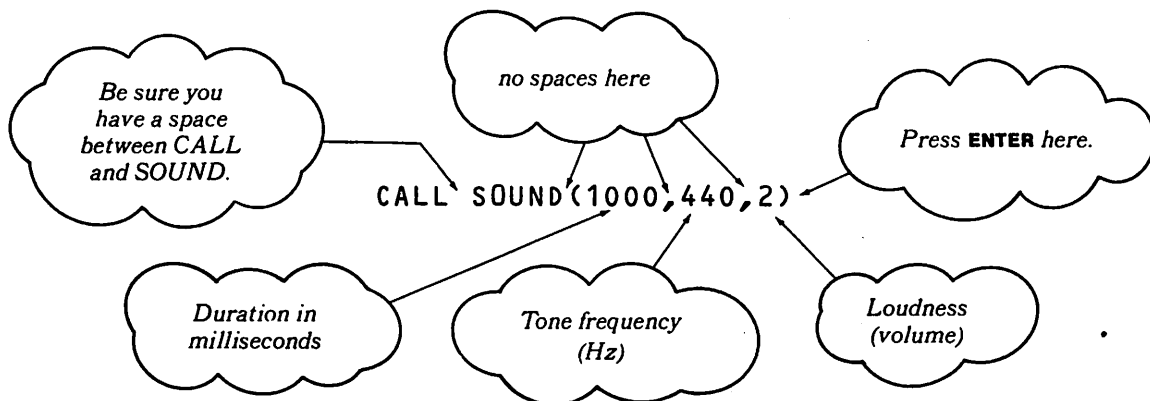 Be sure you
have a space
between CALL
and SOUND.
no spaces here
Press ENTER here.
CALL SOUND(1000,440,2)
Duration in
milliseconds
Tone frequency
(Hz)
Loudness
(volume)